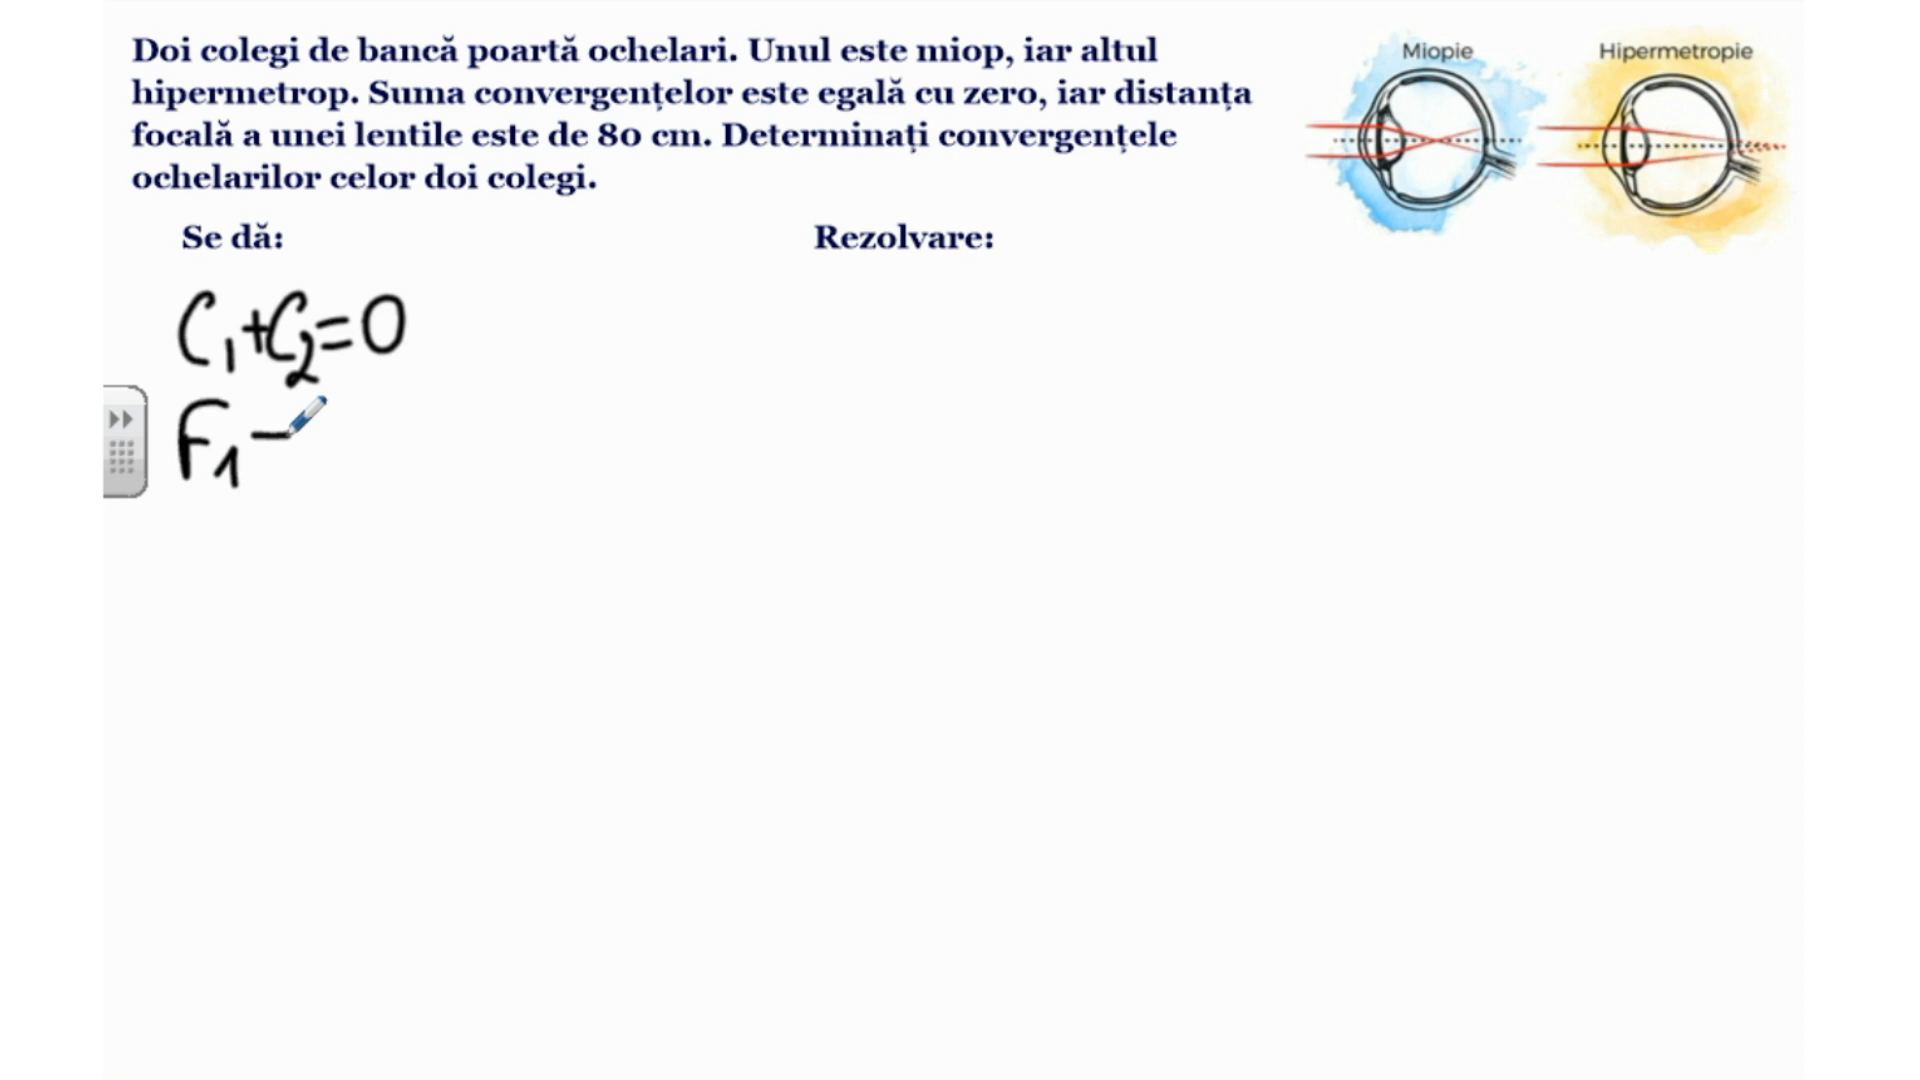 Doi colegi de bancă poartă ochelari. Unul este miop, iar altul
hipermetrop. Suma convergențelor este egală cu zero, iar distanța
focală a unei lentile este de 80 cm. Determinați convergențele
ochelarilor celor doi colegi.
Miopie
Hipermetropie
Se dă:
Rezolvare:
C₁+C₂=0
F₁ –